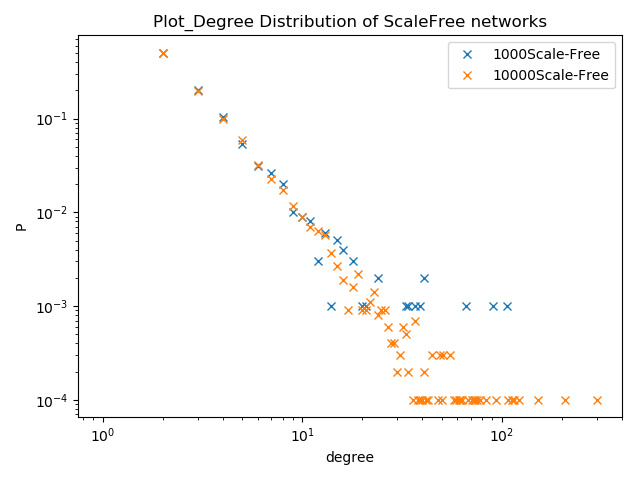 Plot_Degree Distribution of ScaleFree networks
1000Scale-Free
10000Scale-Free
P
10⁻¹
10⁻²
10⁻³
10⁻⁴
10⁰
10¹
10²
degree